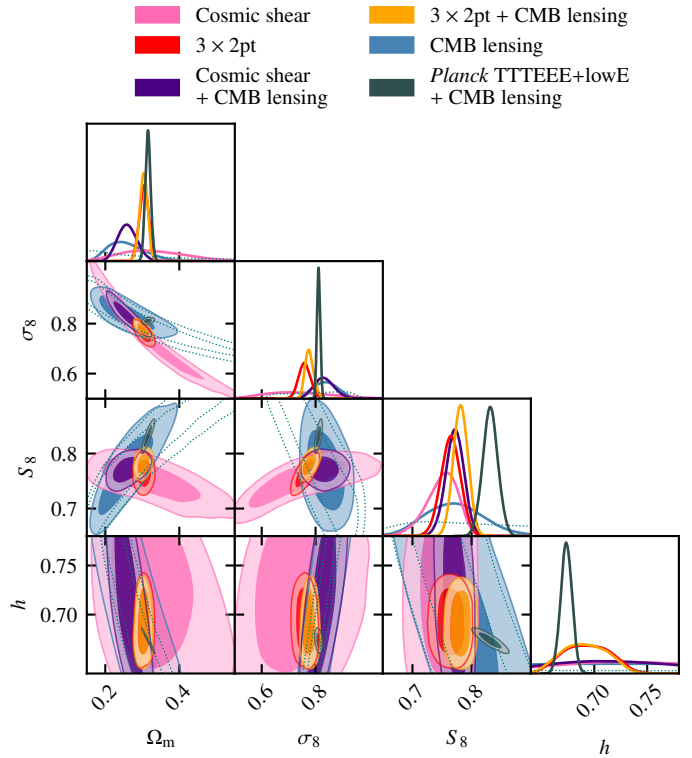 Cosmic shear
3 × 2pt
Cosmic shear
+ CMB lensing
3 × 2pt + CMB lensing
CMB lensing
Planck TTTEEE+lowE
+ CMB lensing
σ8
0.8
0.6
S8
0.8
0.7
h
0.75
0.70
0.2
0.4
0.6
0.8
0.7
0.8
0.70
0.75
Ωm
σ8
S8
h